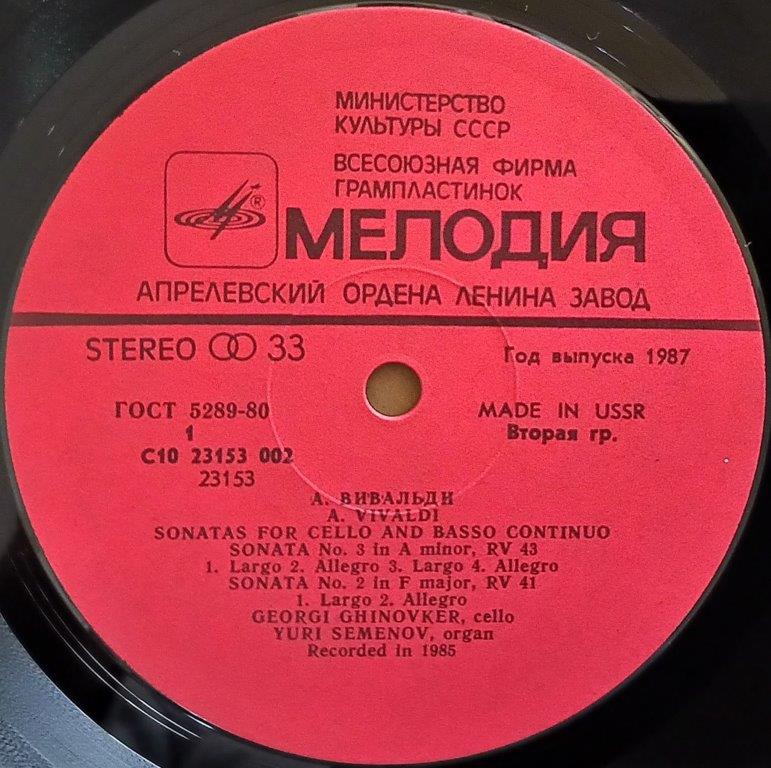 МИНИСТЕРСТВО
КУЛЬТУРЫ СССР
ВСЕСОЮЗНАЯ ФИРМА
ГРАМПЛАСТИНОК
®
МЕЛОДИЯ
АПРЕЛЕВСКИЙ ОРДЕНА ЛЕНИНА ЗАВОД
STEREO 33
Год выпуска 1987
ГОСТ 5289-80
MADE IN USSR
1
Вторая гр.
С10 23153 002
23153
А. ВИВАЛЬДИ
A. VIVALDI
SONATAS FOR CELLO AND BASSO CONTINUO
SONATA No. 3 in A minor, RV 43
1. Largo 2. Allegro 3. Largo 4. Allegro
SONATA No. 2 in F major, RV 41
1. Largo 2. Allegro
GEORGI GHINOVKER, cello
YURI SEMENOV, organ
Recorded in 1985